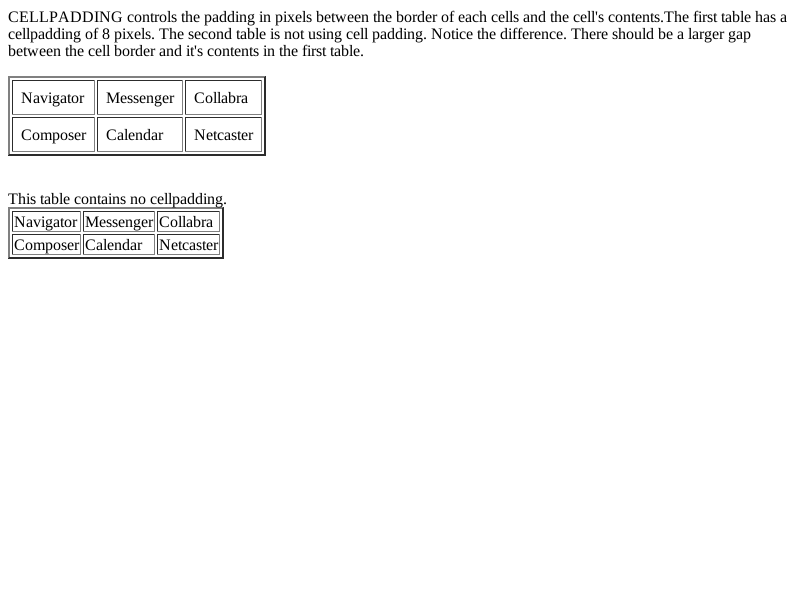 CELLPADDING controls the padding in pixels between the border of each cells and the cell's contents.The first table has a
cellpadding of 8 pixels. The second table is not using cell padding. Notice the difference. There should be a larger gap
between the cell border and it's contents in the first table.
Navigator Messenger Collabra
Composer Calendar Netcaster
This table contains no cellpadding.
Navigator Messenger Collabra
Composer Calendar Netcaster